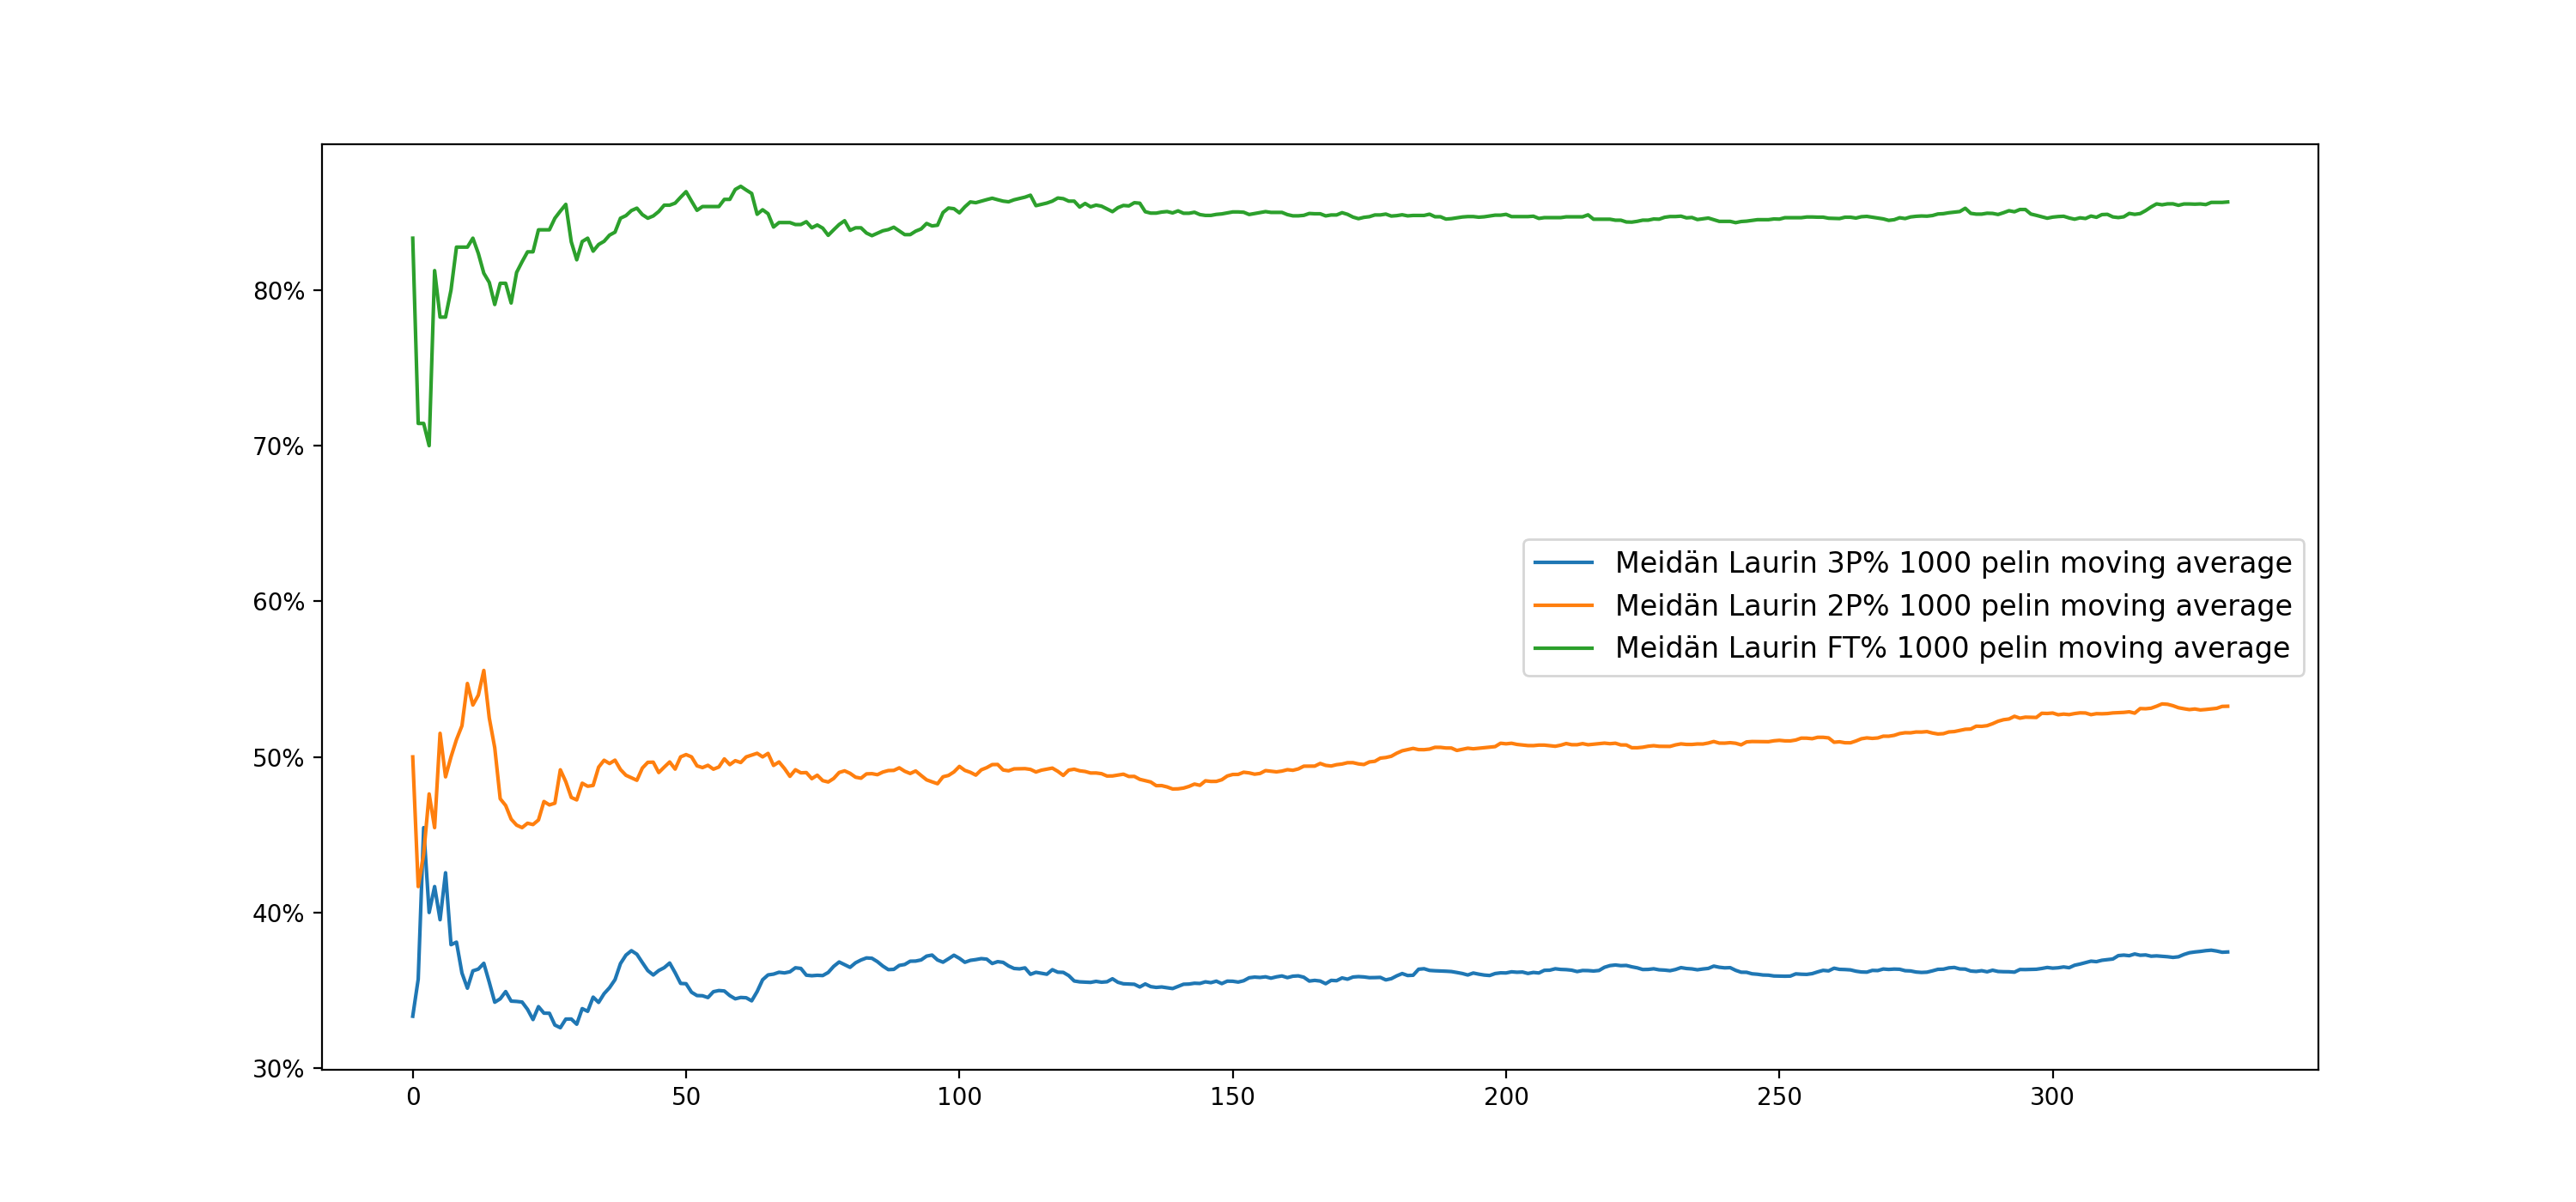 80%
70%
60%
50%
40%
30%
0 50 100 150 200 250 300
Meidän Laurin 3P% 1000 pelin moving average
Meidän Laurin 2P% 1000 pelin moving average
Meidän Laurin FT% 1000 pelin moving average